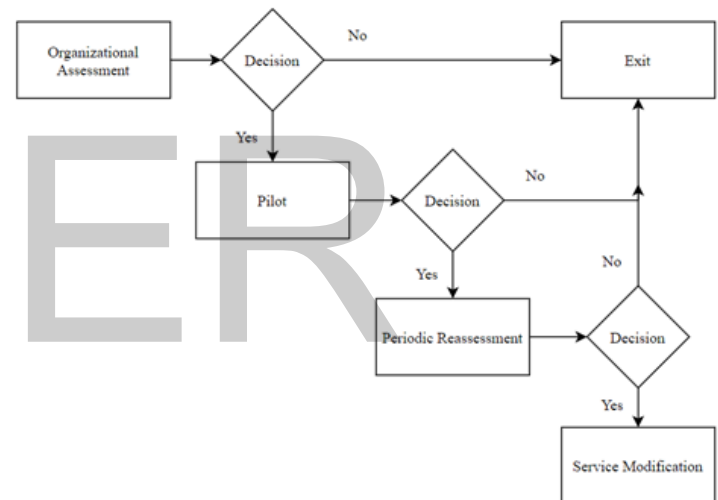 Organizational
Assessment
Decision
No
Exit
Yes
Pilot
Decision
No
Yes
Periodic Reassessment
No
Decision
Yes
Service Modification
ER